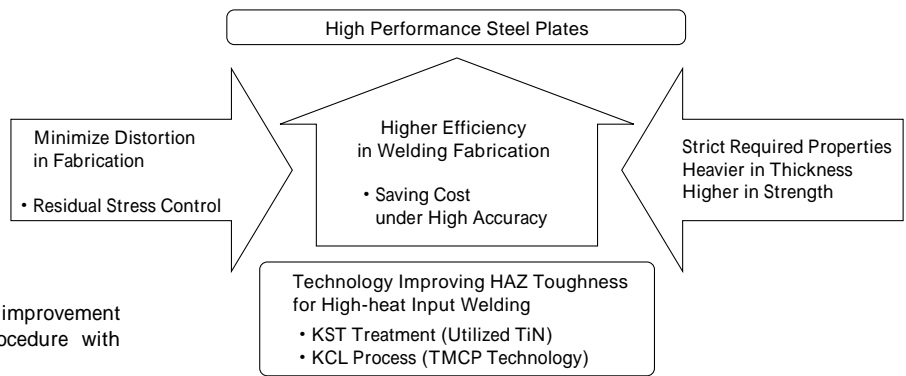 High Performance Steel Plates
Minimize Distortion
in Fabrication
・Residual Stress Control
Higher Efficiency
in Welding Fabrication
・Saving Cost
under High Accuracy
Strict Required Properties
Heavier in Thickness
Higher in Strength
Technology Improving HAZ Toughness
for High-heat Input Welding
・KST Treatment (Utilized TiN)
・KCL Process (TMCP Technology)
improvement
ocedure with